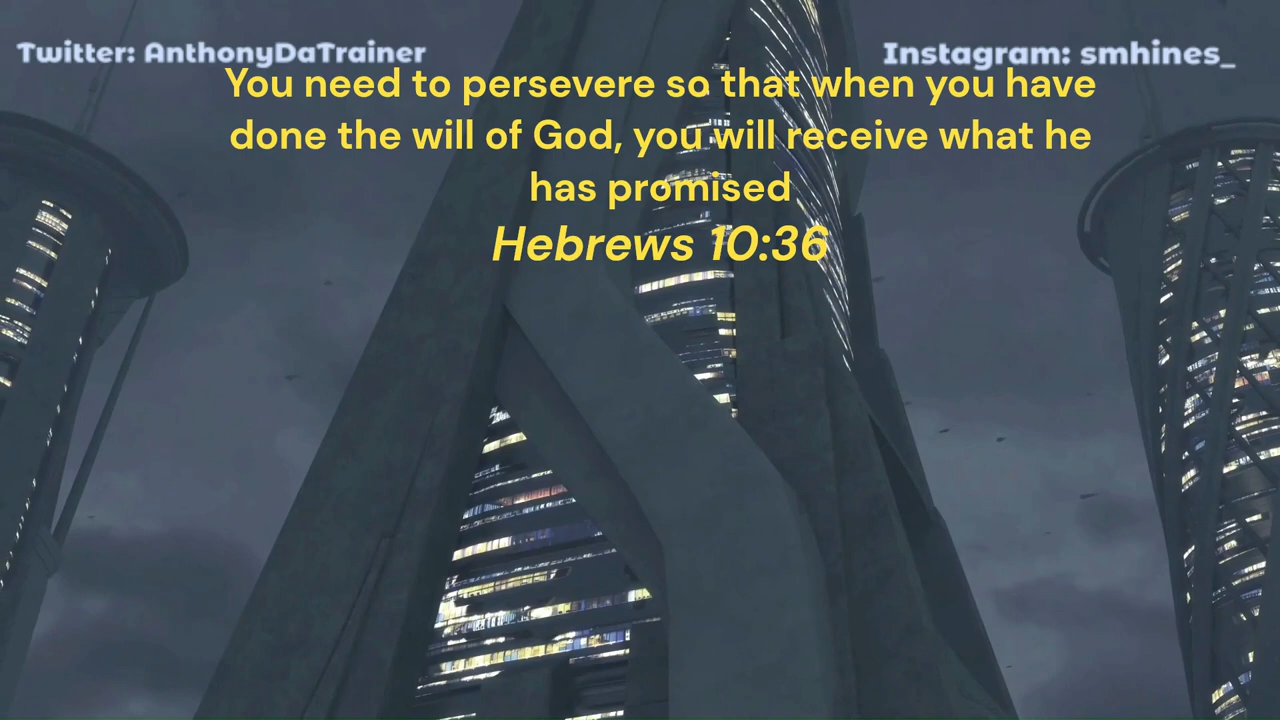 Twitter: AnthonyDaTrainer
Instagram: smhines_
You need to persevere so that when you have
done the will of God, you will receive what he
has promised
Hebrews 10:36